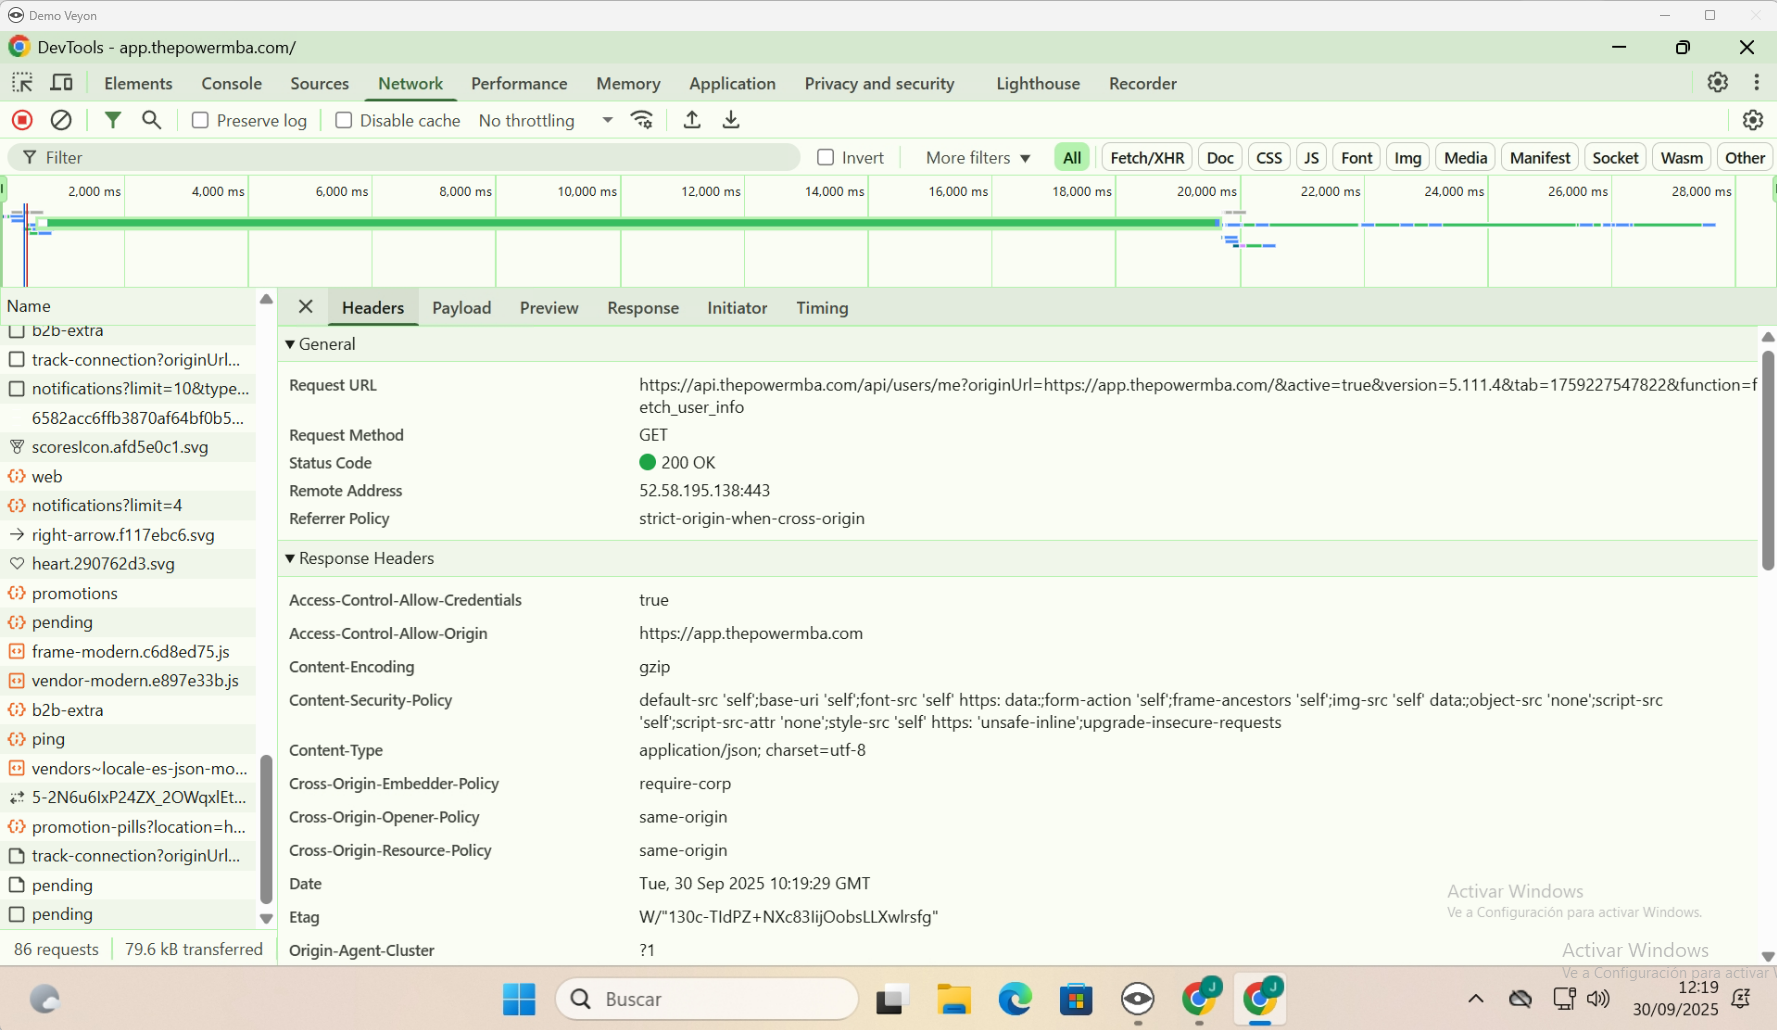 Demo Veyon
DevTools - app.thepowermba.com/
Elements Console Sources Network Performance Memory Application Privacy and security Lighthouse Recorder
Preserve log Disable cache No throttling
Filter Invert More filters All Fetch/XHR Doc CSS JS Font Img Media Manifest Socket Wasm Other
2,000 ms 4,000 ms 6,000 ms 8,000 ms 10,000 ms 12,000 ms 14,000 ms 16,000 ms 18,000 ms 20,000 ms 22,000 ms 24,000 ms 26,000 ms 28,000 ms
Name
b2b-extra
track-connection?originUrl...
notifications?limit=10&type...
6582acc6ffb3870af64bf0b5...
scoresIcon.afd5e0c1.svg
web
notifications?limit=4
right-arrow.f117ebc6.svg
heart.290762d3.svg
promotions
pending
frame-modern.c6d8ed75.js
vendor-modern.e897e33b.js
b2b-extra
ping
vendors~locale-es-json-mo...
5-2N6u6IxP24ZX_2OWqxlEt...
promotion-pills?location=h...
track-connection?originUrl...
pending
pending
86 requests 79.6 kB transferred
Headers Payload Preview Response Initiator Timing
General
Request URL https://api.thepowermba.com/api/users/me?originUrl=https://app.thepowermba.com/&active=true&version=5.111.4&tab=1759227547822&function=f
etch_user_info
Request Method GET
Status Code 200 OK
Remote Address 52.58.195.138:443
Referrer Policy strict-origin-when-cross-origin
Response Headers
Access-Control-Allow-Credentials true
Access-Control-Allow-Origin https://app.thepowermba.com
Content-Encoding gzip
Content-Security-Policy default-src 'self';base-uri 'self';font-src 'self' https: data:;form-action 'self';frame-ancestors 'self';img-src 'self' data:;object-src 'none';script-src
'self';script-src-attr 'none';style-src 'self' https: 'unsafe-inline';upgrade-insecure-requests
Content-Type application/json; charset=utf-8
Cross-Origin-Embedder-Policy require-corp
Cross-Origin-Opener-Policy same-origin
Cross-Origin-Resource-Policy same-origin
Date Tue, 30 Sep 2025 10:19:29 GMT
Etag W/"130c-TIdPZ+NXc83IijOobsLLXwlrsfg"
Origin-Agent-Cluster ?1
Activar Windows
Ve a Configuración para activar Windows.
Activar Windows
Ve a Configuración para activar
Buscar
J
J
12:19
30/09/2025